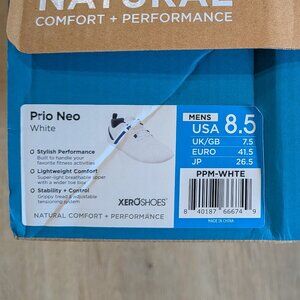 NATURAL
COMFORT + PERFORMANCE
Prio Neo
White
Stylish Performance
Built to handle your
favorite fitness activities
Lightweight Comfort
Super-light breathable upper
with a wider toe box
Stability + Control
Grippy tread & adjustable
tensioning system
XEROSHOES
NATURAL COMFORT + PERFORMANCE
MENS
USA 8.5
UK/GB 7.5
EURO 41.5
JP 26.5
PPM-WHTE
8 40187 66674 9
MADE IN CHINA